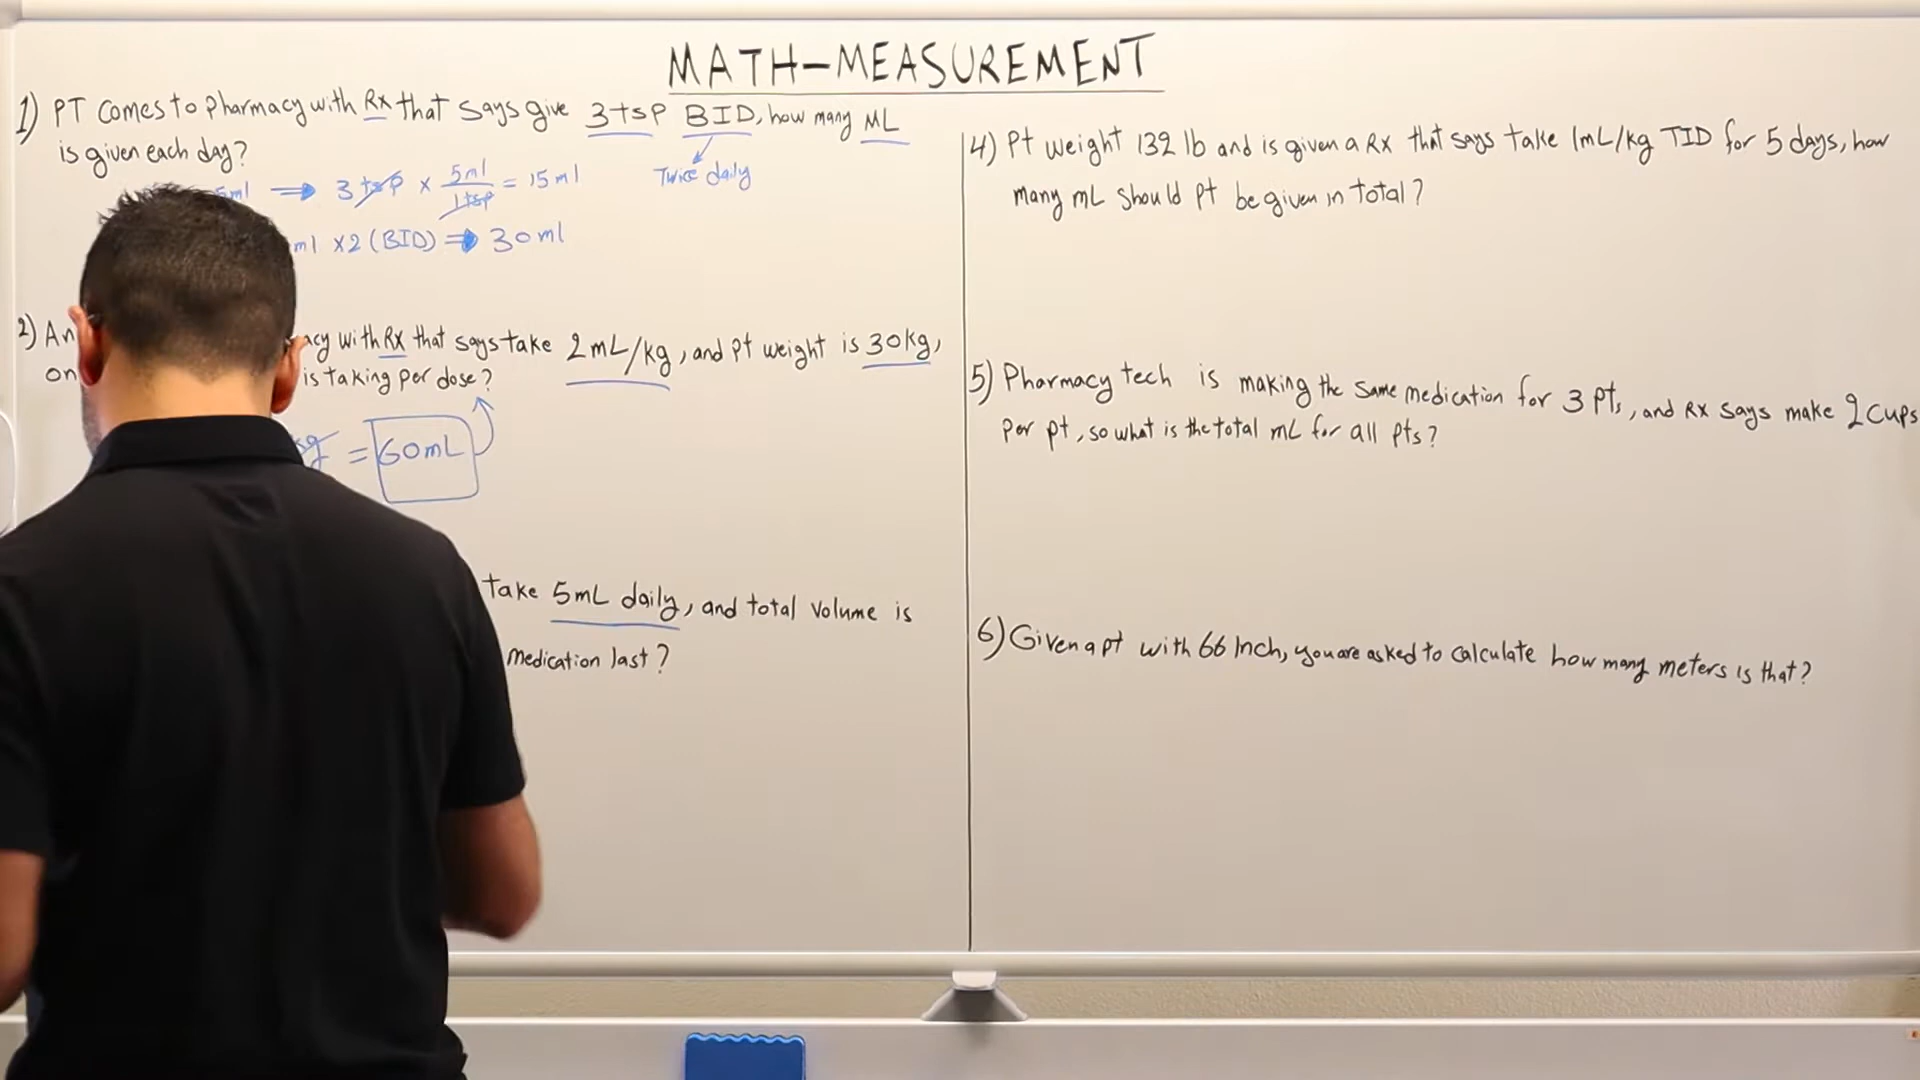 MATH-MEASUREMENT
1) PT comes to pharmacy with Rx that says give 3 tsp BID, how many ML
is given each day?
Twice daily
5ml ⇒ 3 tsp × 5ml/1tsp = 15ml
ml ×2 (BID) ⇒ 30ml
2) An with Rx that says take 2mL/kg, and pt weight is 30kg,
on is taking per dose?
= 60mL
take 5mL daily, and total volume is
medication last?
4) Pt weight 132 lb and is given a Rx that says take 1mL/kg TID for 5 days, how
many mL should pt be given in total?
5) Pharmacy tech is making the same medication for 3 pts, and Rx says make 2 cups
per pt, so what is the total mL for all pts?
6) Given a pt with 66 inch, you are asked to calculate how many meters is that?